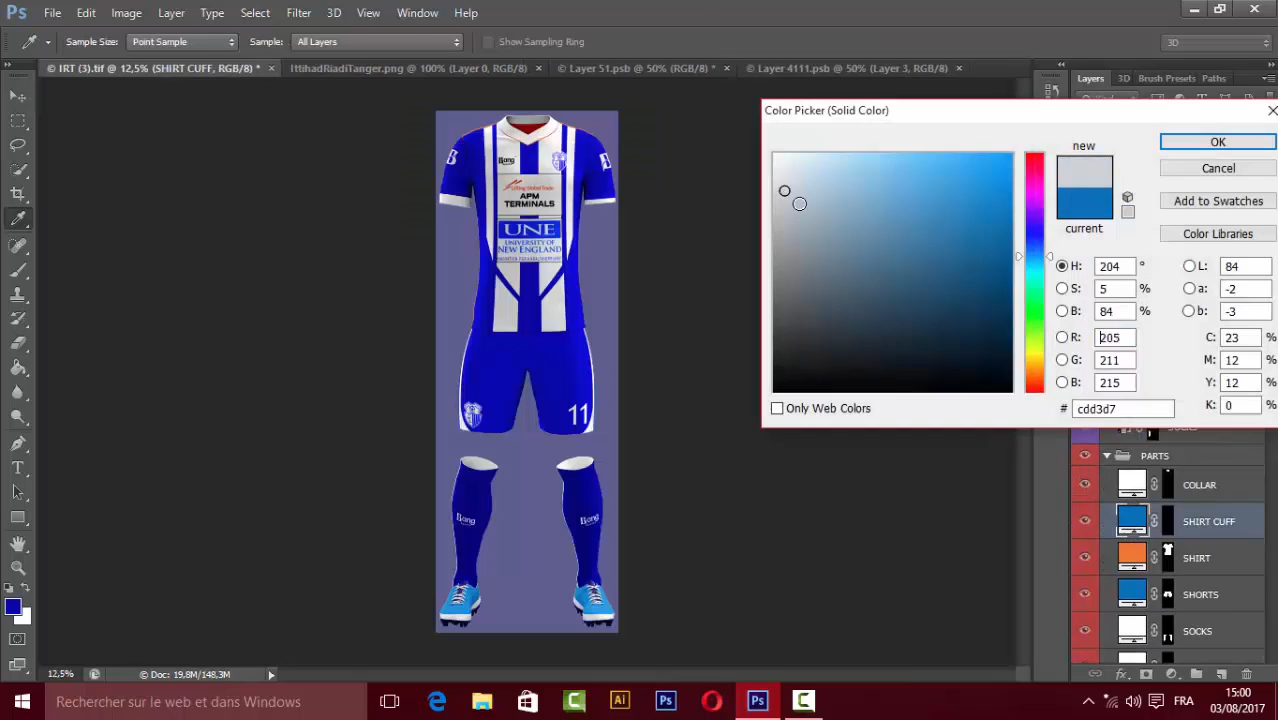 Ps File Edit Image Layer Type Select Filter 3D View Window Help
Sample Size: Point Sample Sample: All Layers Show Sampling Ring 3D
© IRT (3).tif @ 12,5% (SHIRT CUFF, RGB/8) * × IttihadRiadiTanger.png @ 100% (Layer 0, RGB/8) × © Layer 51.psb @ 50% (RGB/8) * × © Layer 4111.psb @ 50% (Layer 3, RGB/8) ×
Layers 3D Brush Presets Paths
Color Picker (Solid Color)
new
OK
current
Cancel
Add to Swatches
Color Libraries
H: 204 °
L: 84
S: 5 %
a: -2
B: 84 %
b: -3
R: 205
C: 23 %
G: 211
M: 12 %
B: 215
Y: 12 %
# cdd3d7
K: 0 %
Only Web Colors
Bang
APM
TERMINALS
UNE
UNIVERSITY OF
NEW ENGLAND
11
Bang
Bang
PARTS
COLLAR
SHIRT CUFF
SHIRT
SHORTS
SOCKS
12,5% © Doc: 19,8M/148,3M
Rechercher sur le web et dans Windows
Ai Ps Ps
FRA
15:00
03/08/2017